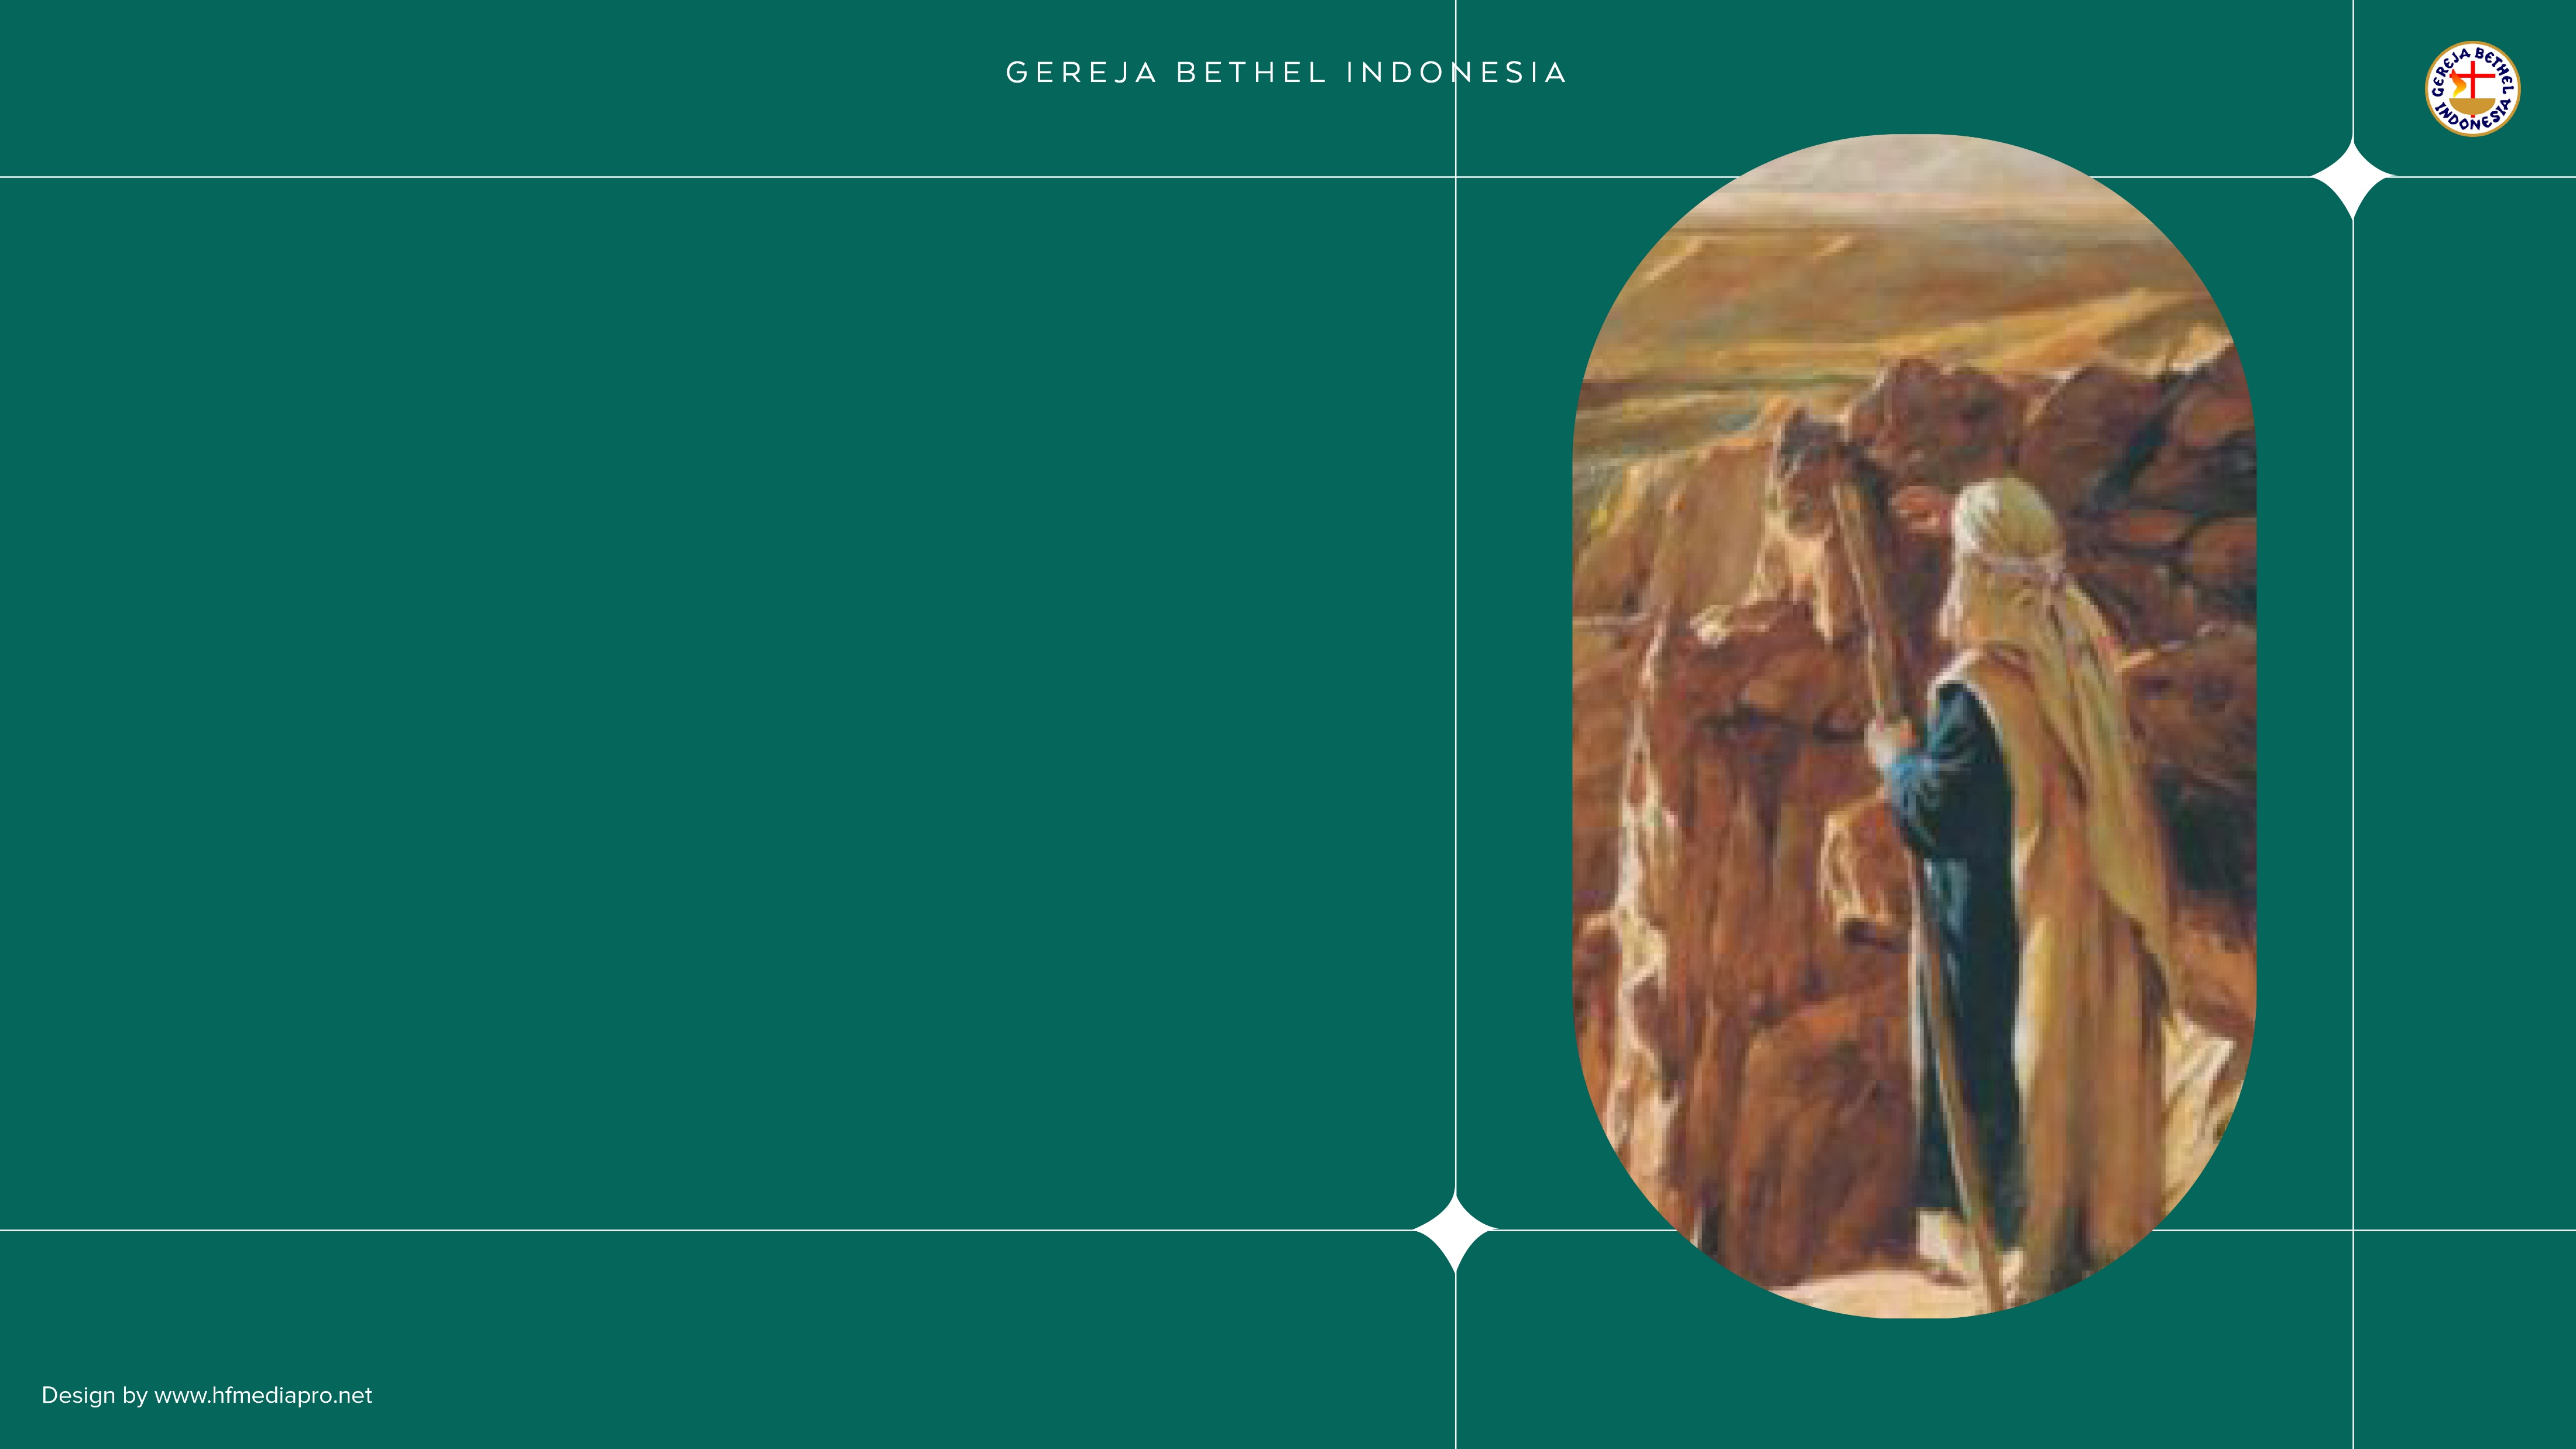 GEREJA BETHEL INDONESIA
GEREJA BETHEL
INDONESIA
Design by www.hfmediapro.net